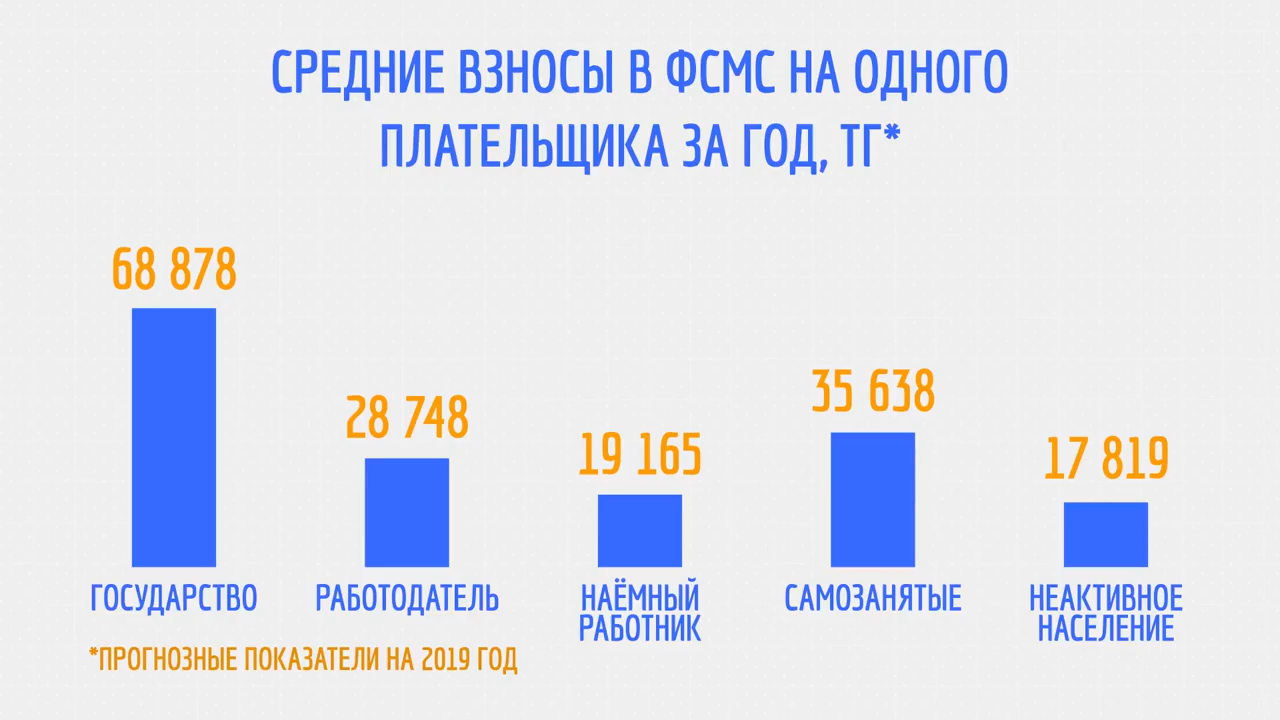 СРЕДНИЕ ВЗНОСЫ В ФСМС НА ОДНОГО
ПЛАТЕЛЬЩИКА ЗА ГОД, ТГ*
68 878
28 748
19 165
35 638
17 819
ГОСУДАРСТВО
РАБОТОДАТЕЛЬ
НАЁМНЫЙ
РАБОТНИК
САМОЗАНЯТЫЕ
НЕАКТИВНОЕ
НАСЕЛЕНИЕ
*ПРОГНОЗНЫЕ ПОКАЗАТЕЛИ НА 2019 ГОД